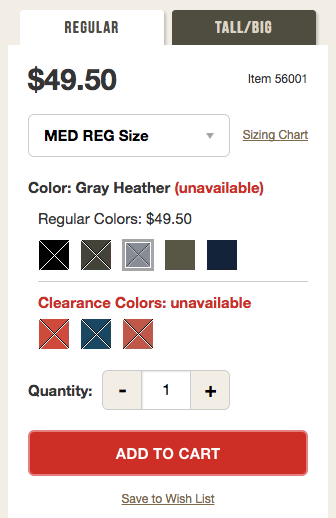 REGULAR
TALL/BIG
$49.50
Item 56001
MED REG Size
Sizing Chart
Color: Gray Heather (unavailable)
Regular Colors: $49.50
Clearance Colors: unavailable
Quantity: - 1 +
ADD TO CART
Save to Wish List